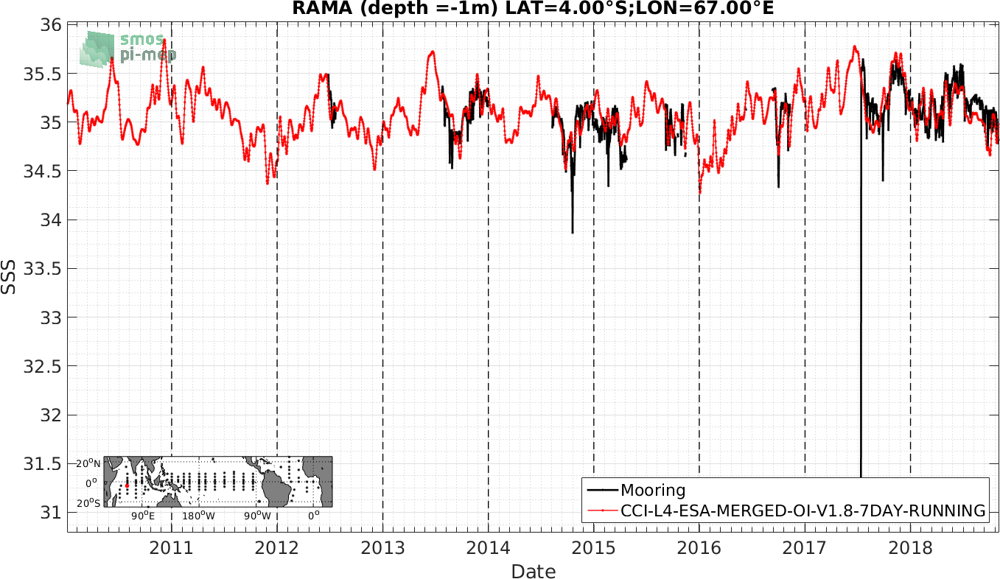 RAMA (depth =-1m) LAT=4.00°S;LON=67.00°E
smos
pi-mep
36
35.5
35
34.5
34
33.5
33
32.5
32
31.5
31
SSS
20°N
0°
20°S
90°E 180°W 90°W 0°
Mooring
CCI-L4-ESA-MERGED-OI-V1.8-7DAY-RUNNING
2011 2012 2013 2014 2015 2016 2017 2018
Date